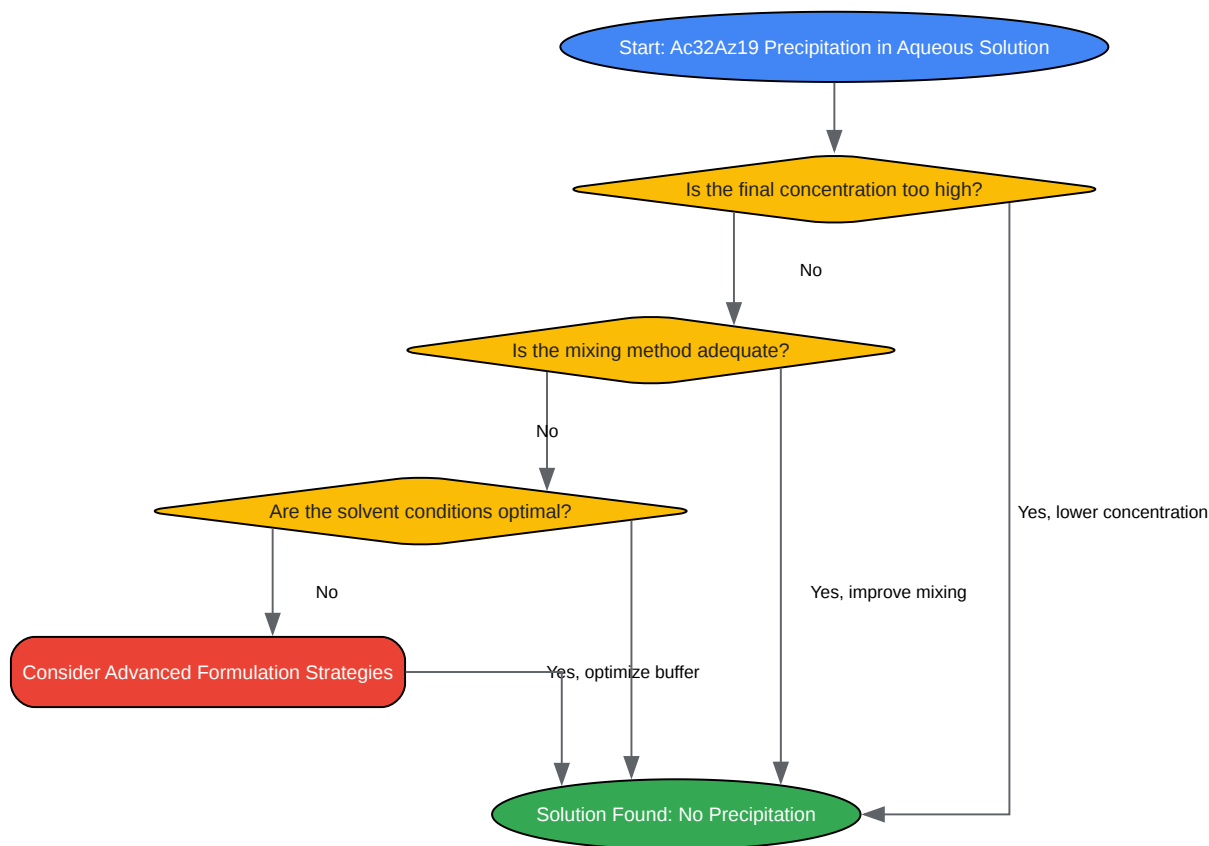 Start: Ac32Az19 Precipitation in Aqueous Solution
Is the final concentration too high?
No
Is the mixing method adequate?
No
Are the solvent conditions optimal?
Yes, lower concentration
No
Yes, improve mixing
Consider Advanced Formulation Strategies
Yes, optimize buffer
Solution Found: No Precipitation